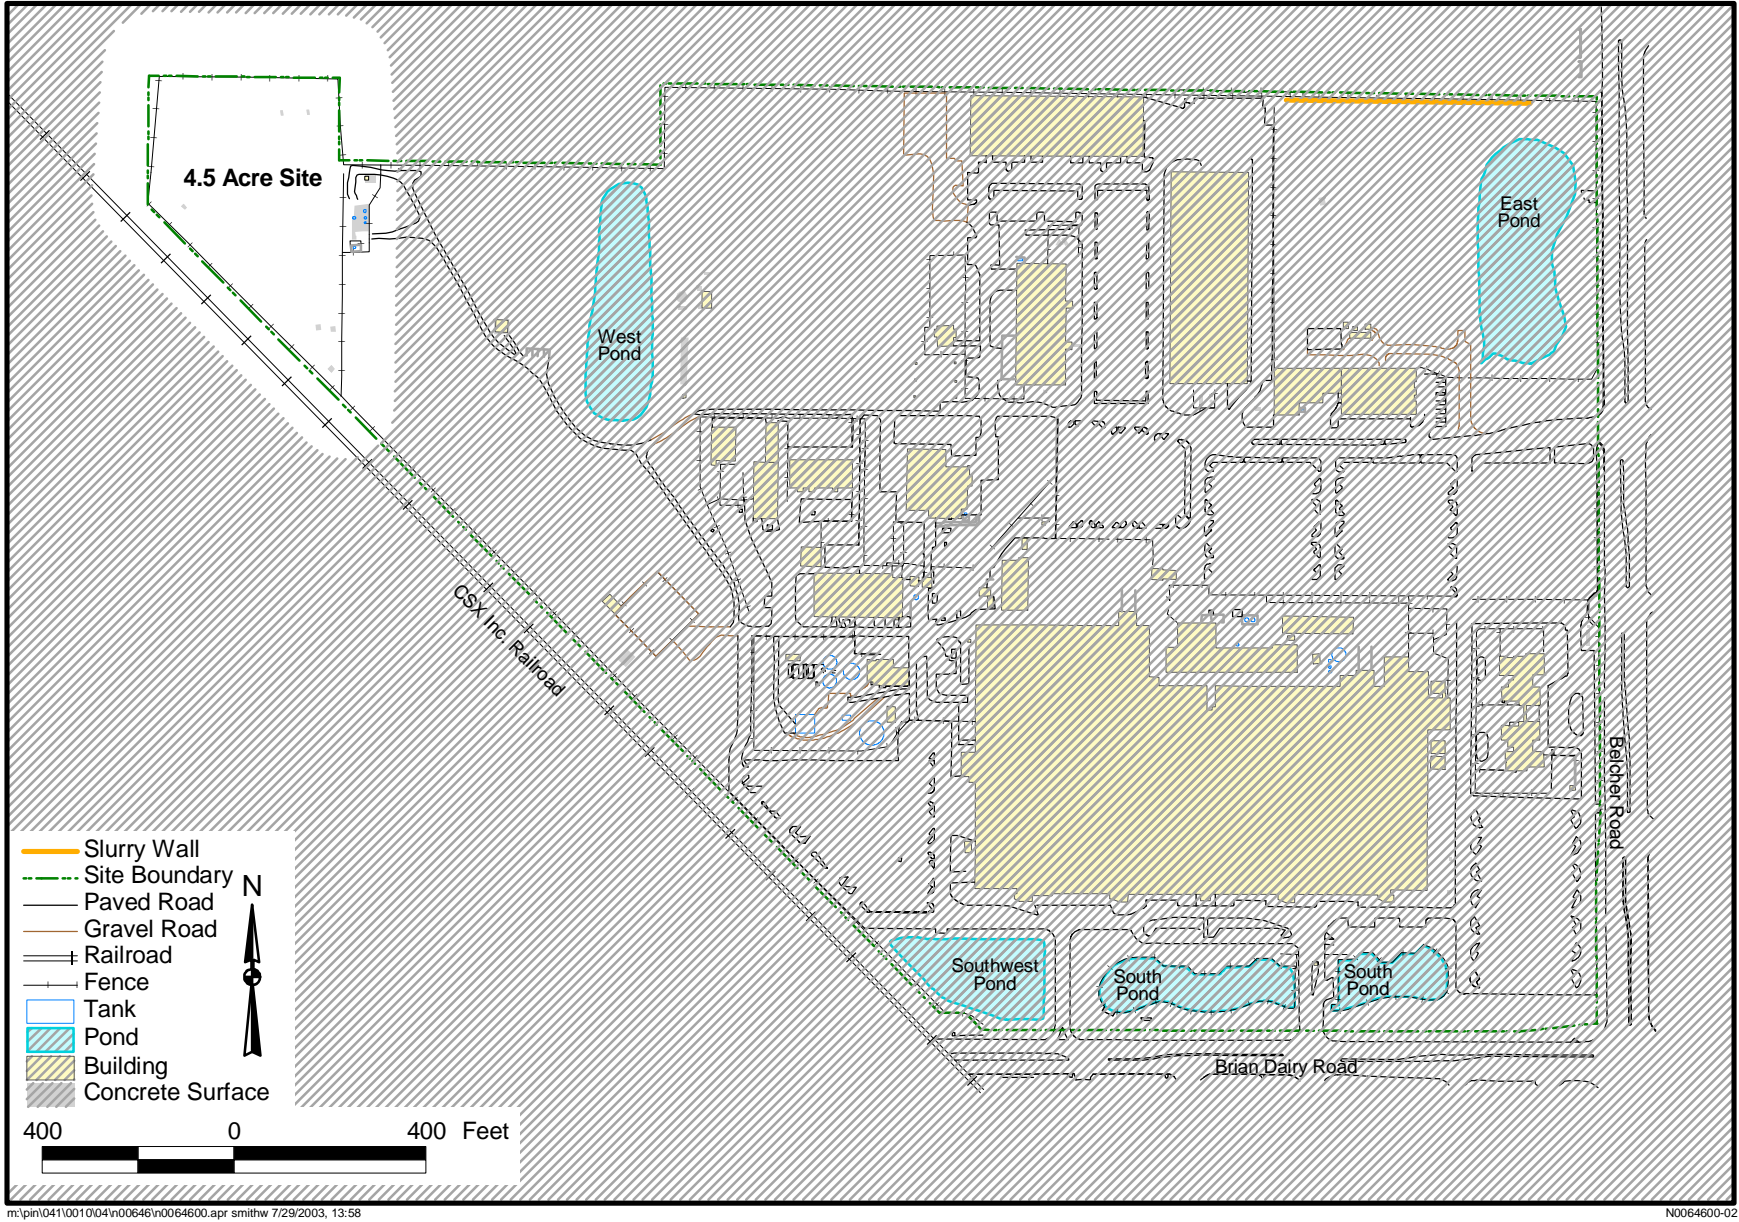 4.5 Acre Site
East
Pond
West
Pond
CSX Inc. Railroad
Belcher Road
Southwest
Pond
South
Pond
South
Pond
Brian Dairy Road
Slurry Wall
Site Boundary
Paved Road
Gravel Road
Railroad
Fence
Tank
Pond
Building
Concrete Surface
N
400 0 400 Feet
m:\pin\041\0010\04\n00646\n0064600.apr smithw 7/29/2003, 13:58
N0064600-02